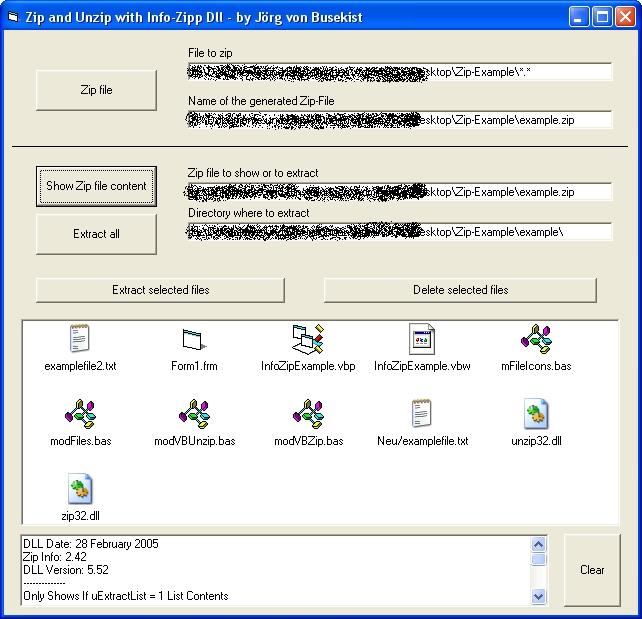 Zip and Unzip with Info-Zipp Dll - by Jörg von Busekist
File to zip
Zip file
esktop\Zip-Example\*.*
Name of the generated Zip-File
esktop\Zip-Example\example.zip
Zip file to show or to extract
Show Zip file content
esktop\Zip-Example\example.zip
Directory where to extract
Extract all
esktop\Zip-Example\example\
Extract selected files
Delete selected files
examplefile2.txt Form1.frm InfoZipExample.vbp InfoZipExample.vbw mFileIcons.bas
modFiles.bas modVBUnzip.bas modVBZip.bas Neu/examplefile.txt unzip32.dll
zip32.dll
DLL Date: 28 February 2005
Zip Info: 2.42
DLL Version: 5.52
--------------
Only Shows If uExtractList = 1 List Contents
Clear